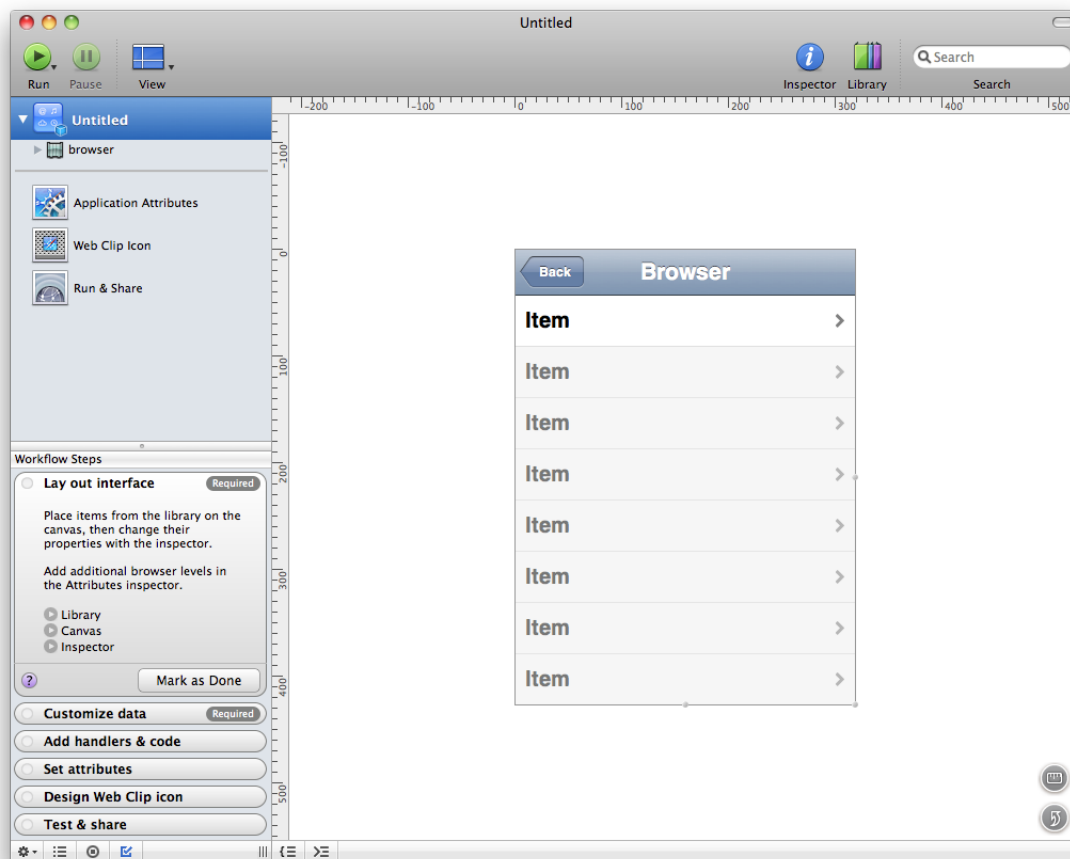 Untitled
Run
Pause
View
Inspector
Library
Search
Search
Untitled
browser
Application Attributes
Web Clip Icon
Run & Share
-200
-100
0
100
200
300
400
500
-100
0
100
200
300
400
500
Back
Browser
Item
Item
Item
Item
Item
Item
Item
Item
Workflow Steps
Lay out interface
Required
Place items from the library on the
canvas, then change their
properties with the inspector.
Add additional browser levels in
the Attributes inspector.
Library
Canvas
Inspector
?
Mark as Done
Customize data
Required
Add handlers & code
Set attributes
Design Web Clip icon
Test & share